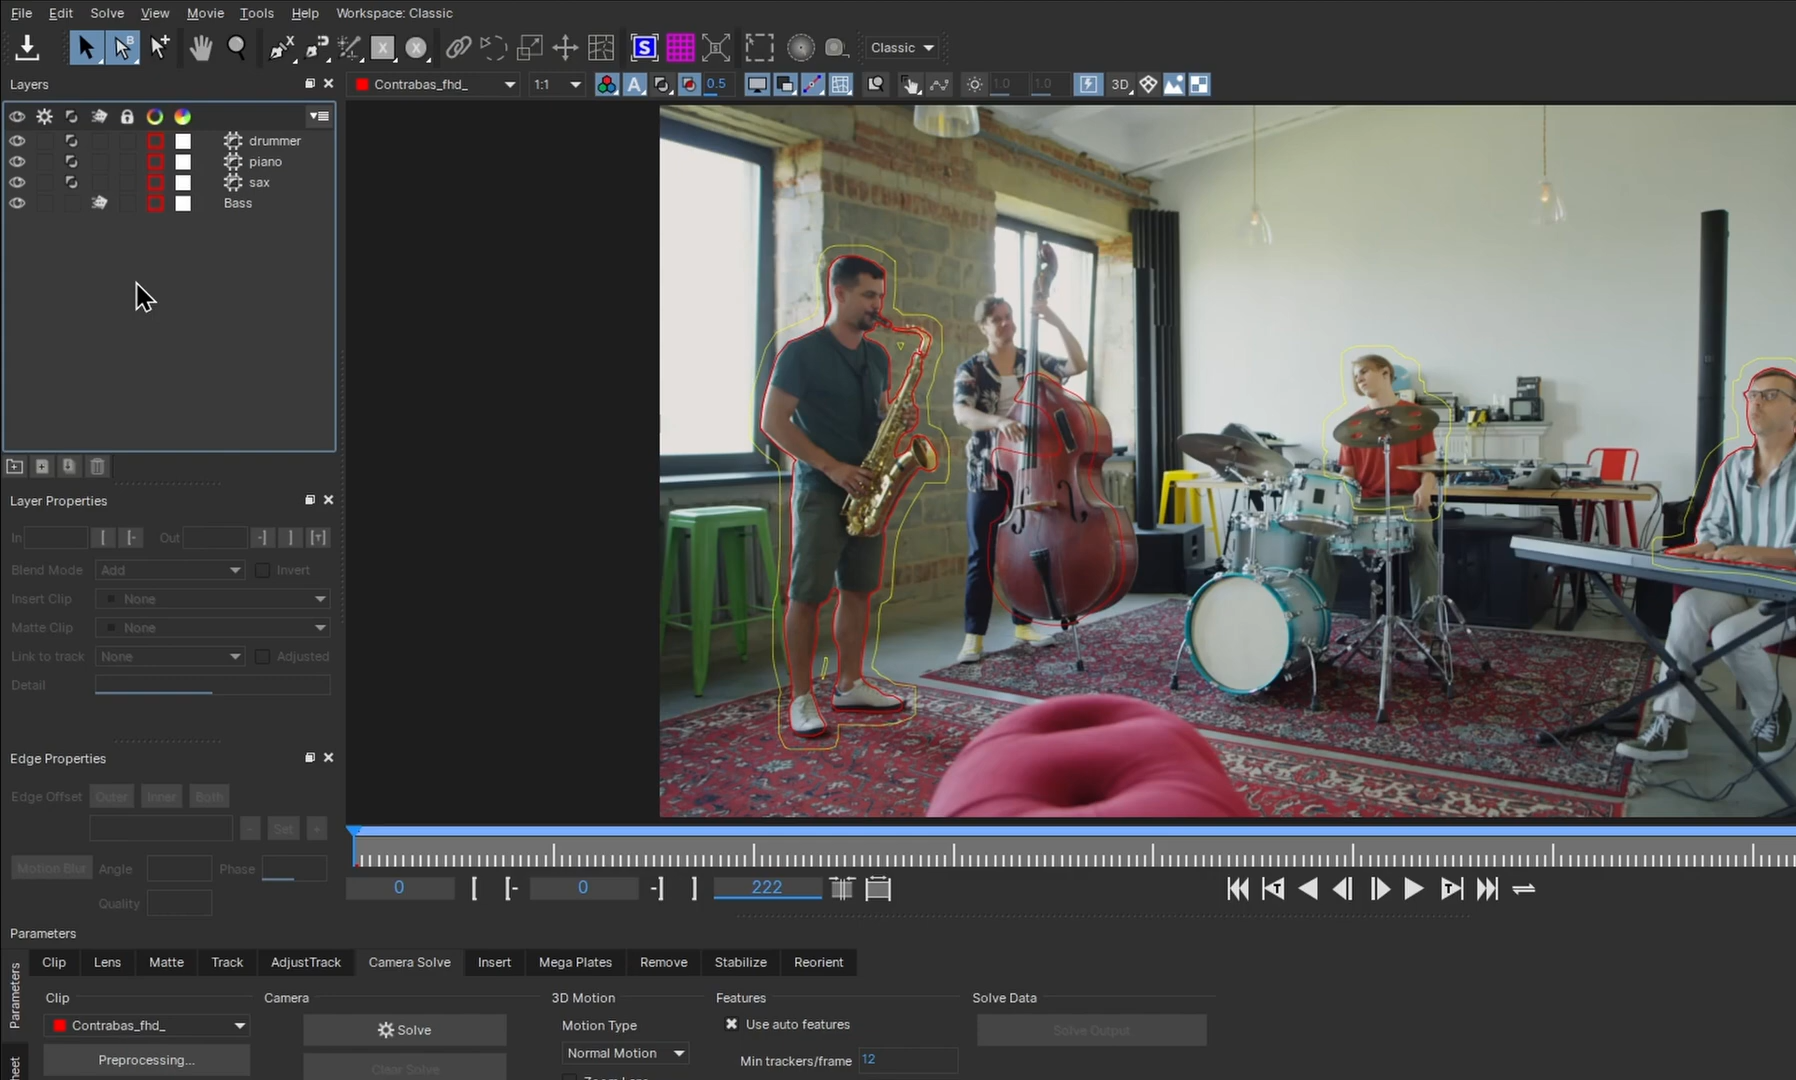 File Edit Solve View Movie Tools Help Workspace: Classic
B S Classic
Layers Contrabas_fhd_ 1:1 A 0.5 1.0 1.0 3D
drummer
piano
sax
Bass
Layer Properties
In Out
Blend Mode Add Invert
Insert Clip None
Matte Clip None
Link to track None Adjusted
Detail
Edge Properties
Edge Offset Outer Inner Both
- Set +
Motion Blur Angle Phase
Quality
0 0 222
Parameters
Clip Lens Matte Track AdjustTrack Camera Solve Insert Mega Plates Remove Stabilize Reorient
Parameters
Clip Camera 3D Motion Features Solve Data
Contrabas_fhd_ Solve Motion Type Use auto features Solve Output
Preprocessing... Clear Solve Normal Motion Min trackers/frame 12